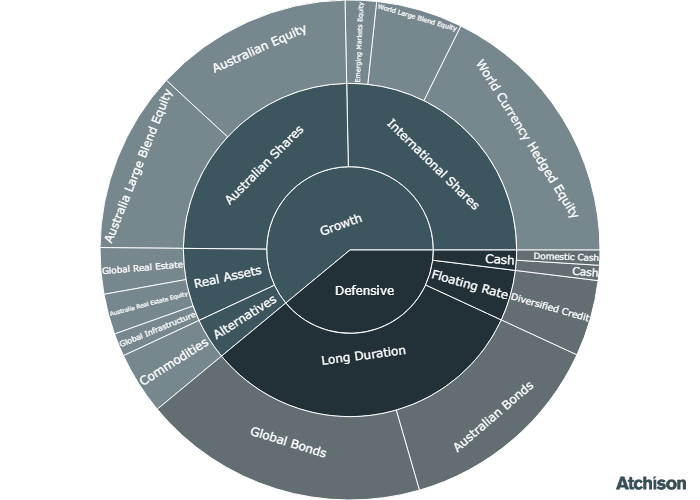 Growth
Defensive
Australian Shares
International Shares
Real Assets
Alternatives
Cash
Floating Rate
Long Duration
Australian Equity
Emerging Markets Equity
World Large Blend Equity
World Currency Hedged Equity
Australia Large Blend Equity
Global Real Estate
Australia Real Estate Equity
Global Infrastructure
Commodities
Domestic Cash
Cash
Diversified Credit
Australian Bonds
Global Bonds
Atchison